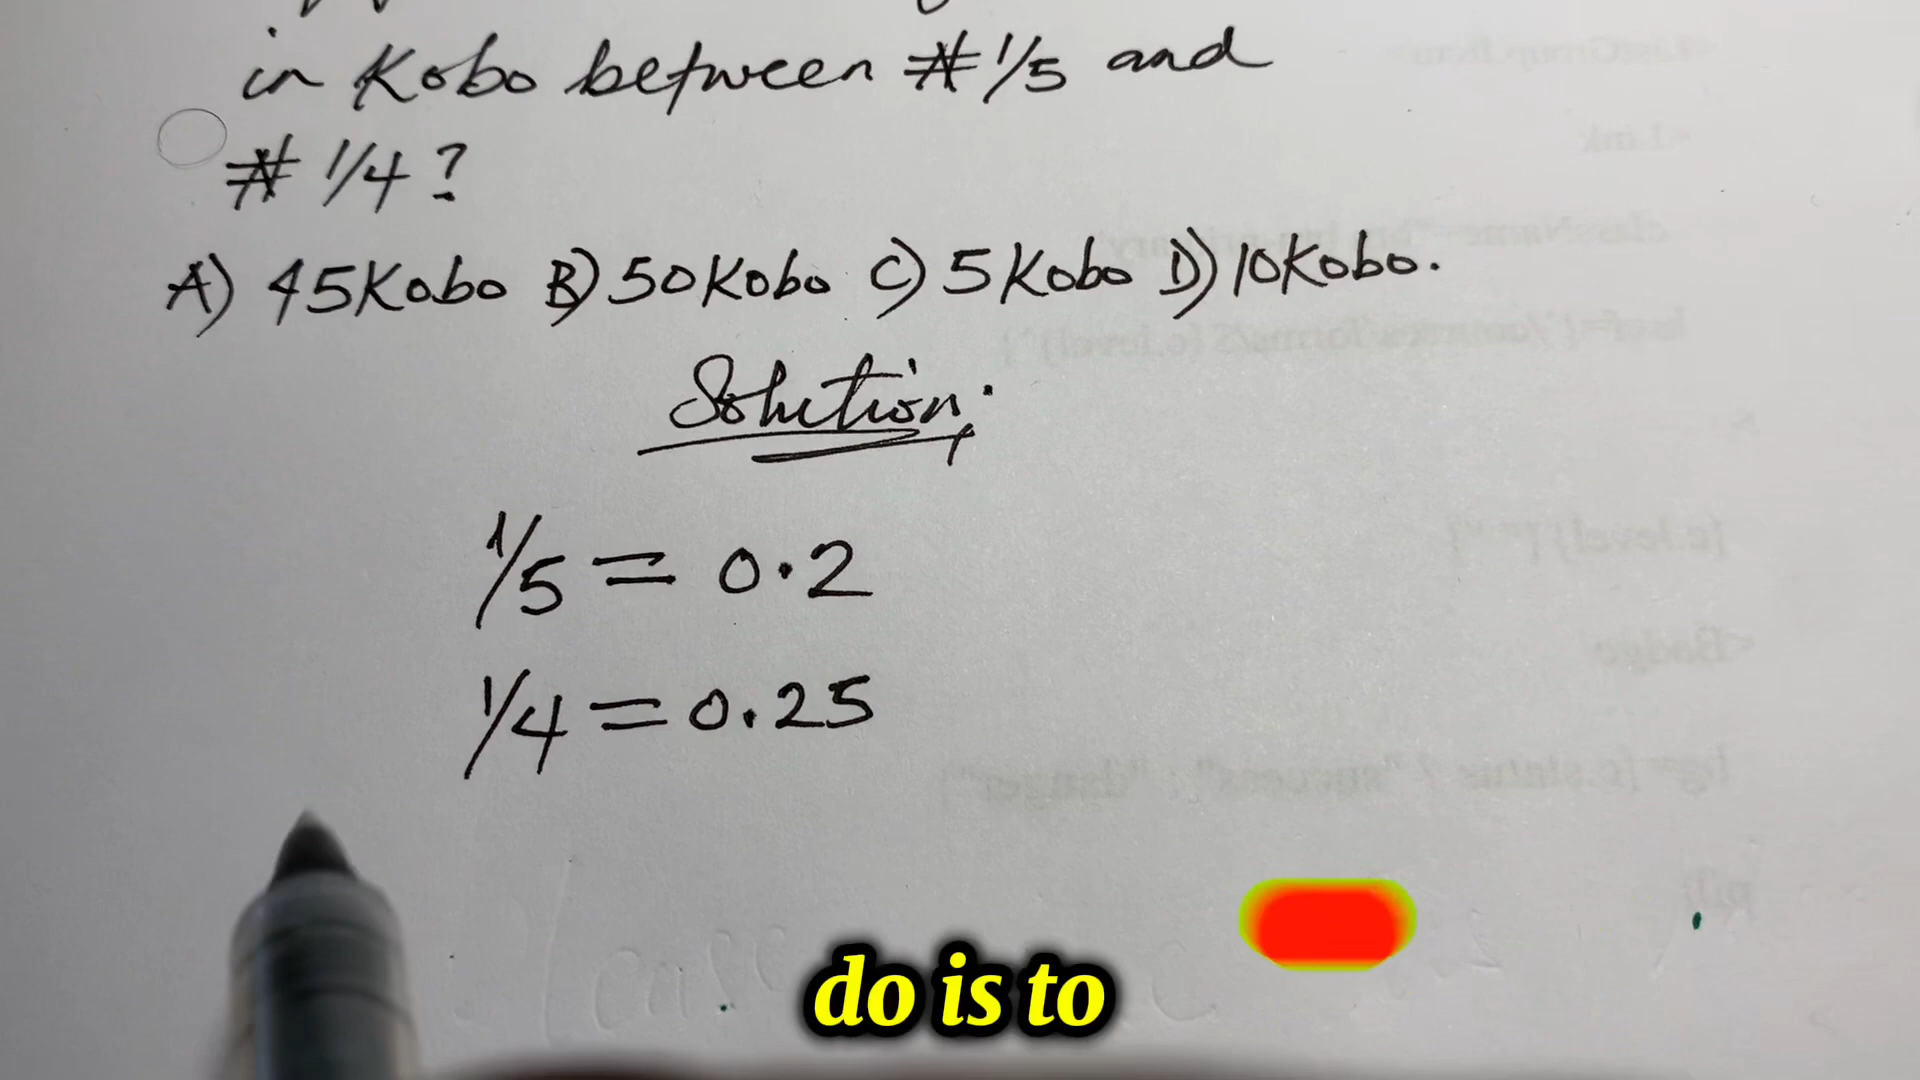 in Kobo between ₦ 1/5 and
₦ 1/4?
A) 45Kobo B) 50Kobo C) 5Kobo D) 10Kobo.
Solution:
1/5 = 0.2
1/4 = 0.25
do is to